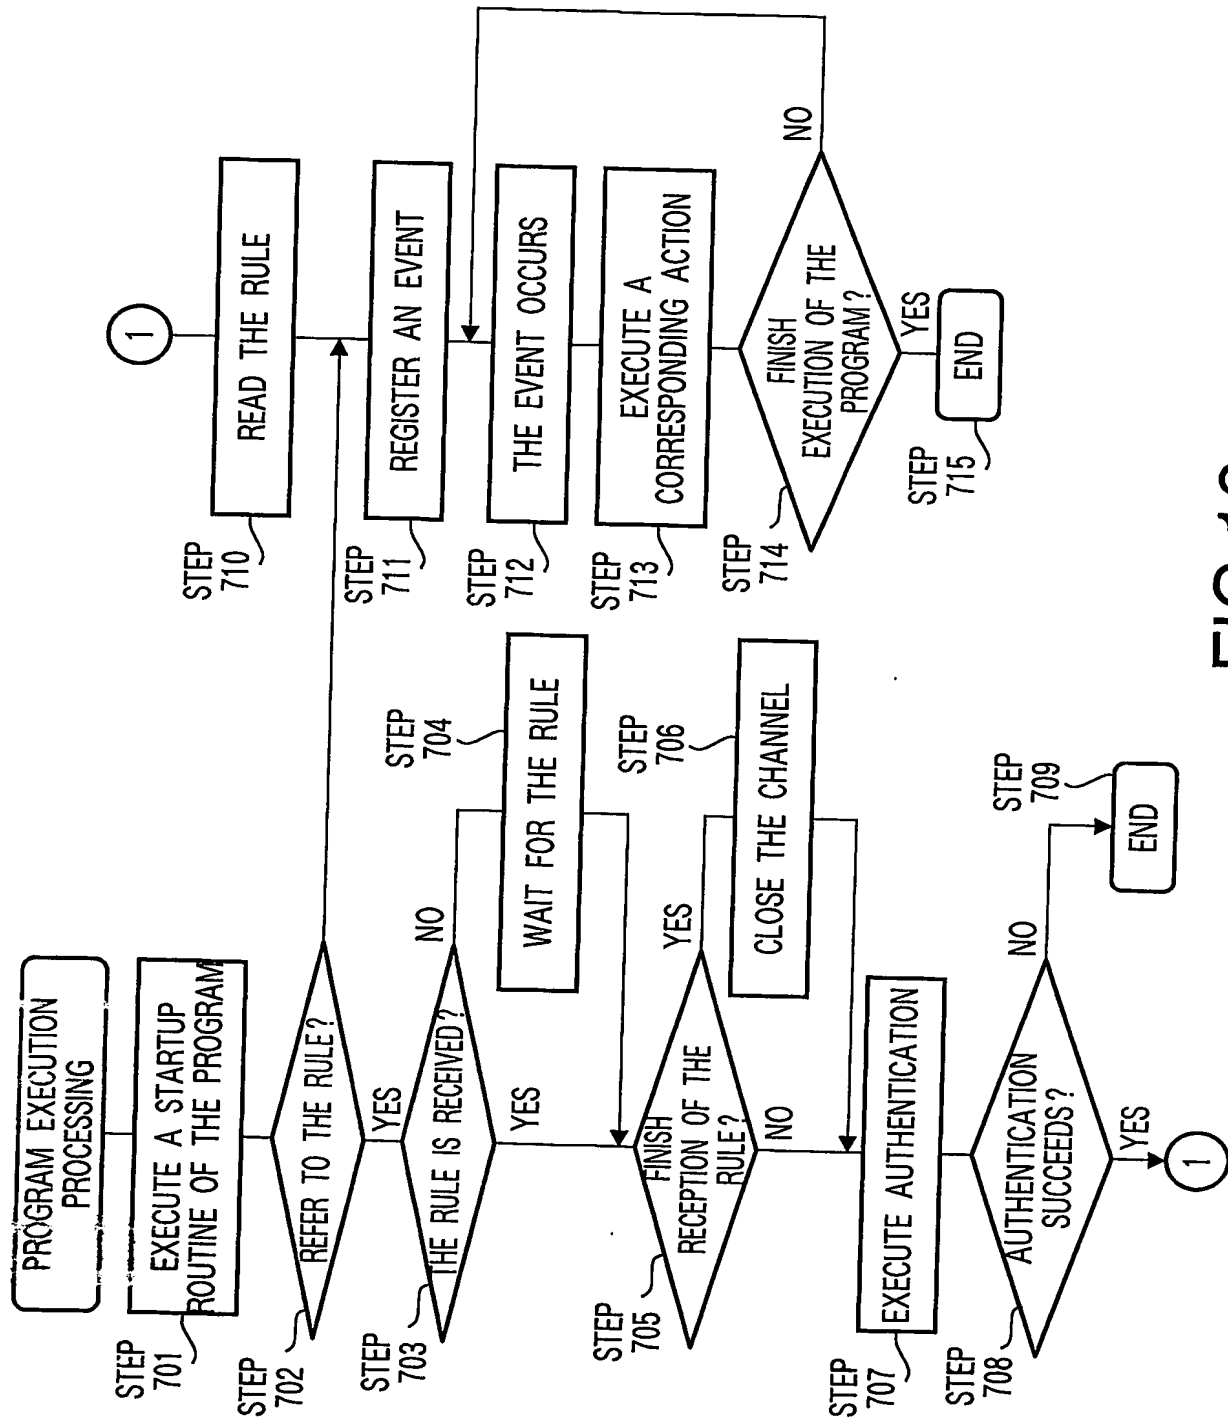 PROGRAM EXECUTION
PROCESSING
STEP
701
EXECUTE A STARTUP
ROUTINE OF THE PROGRAM
STEP
702
REFER TO THE RULE?
YES
STEP
703
THE RULE IS RECEIVED?
NO
YES
STEP
704
WAIT FOR THE RULE
STEP
705
FINISH
RECEPTION OF THE
RULE?
YES
NO
STEP
706
CLOSE THE CHANNEL
STEP
707
EXECUTE AUTHENTICATION
STEP
708
AUTHENTICATION
SUCCEEDS?
NO
YES
STEP
709
END
1
1
STEP
710
READ THE RULE
STEP
711
REGISTER AN EVENT
STEP
712
THE EVENT OCCURS
STEP
713
EXECUTE A
CORRESPONDING ACTION
STEP
714
FINISH
EXECUTION OF THE
PROGRAM?
NO
YES
STEP
715
END